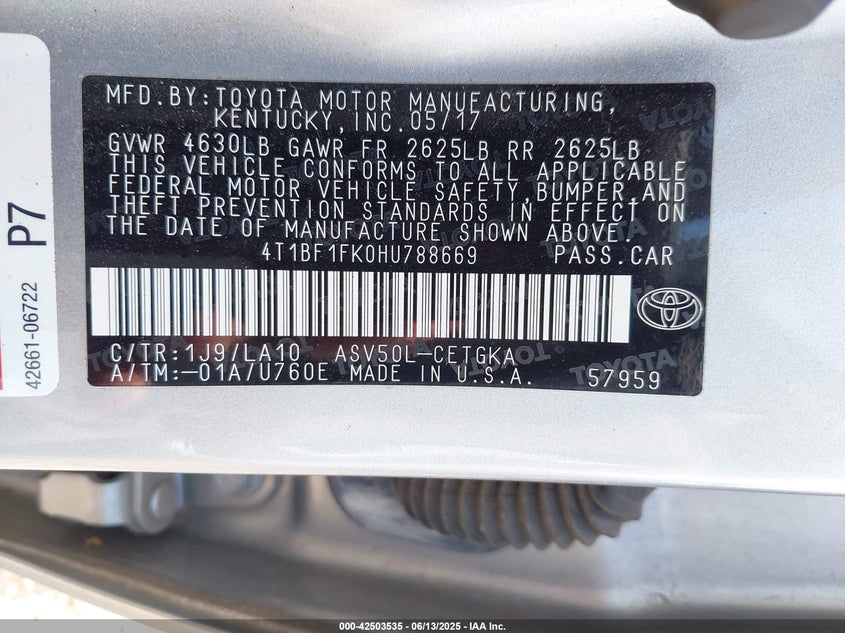 MFD.BY:TOYOTA MOTOR MANUFACTURING,
KENTUCKY,INC.05/17
GVWR 4630LB GAWR FR 2625LB RR 2625LB
THIS VEHICLE CONFORMS TO ALL APPLICABLE
FEDERAL MOTOR VEHICLE SAFETY,BUMPER,AND
THEFT PREVENTION STANDARDS IN EFFECT ON
THE DATE OF MANUFACTURE SHOWN ABOVE.
4T1BF1FK0HU788669 PASS.CAR
C/TR:1J9/LA10 ASV50L-CETGKA
A/TM:-01A/U760E MADE IN U.S.A. 57959
P7
42661-06722
000-42503535 - 06/13/2025 - IAA Inc.